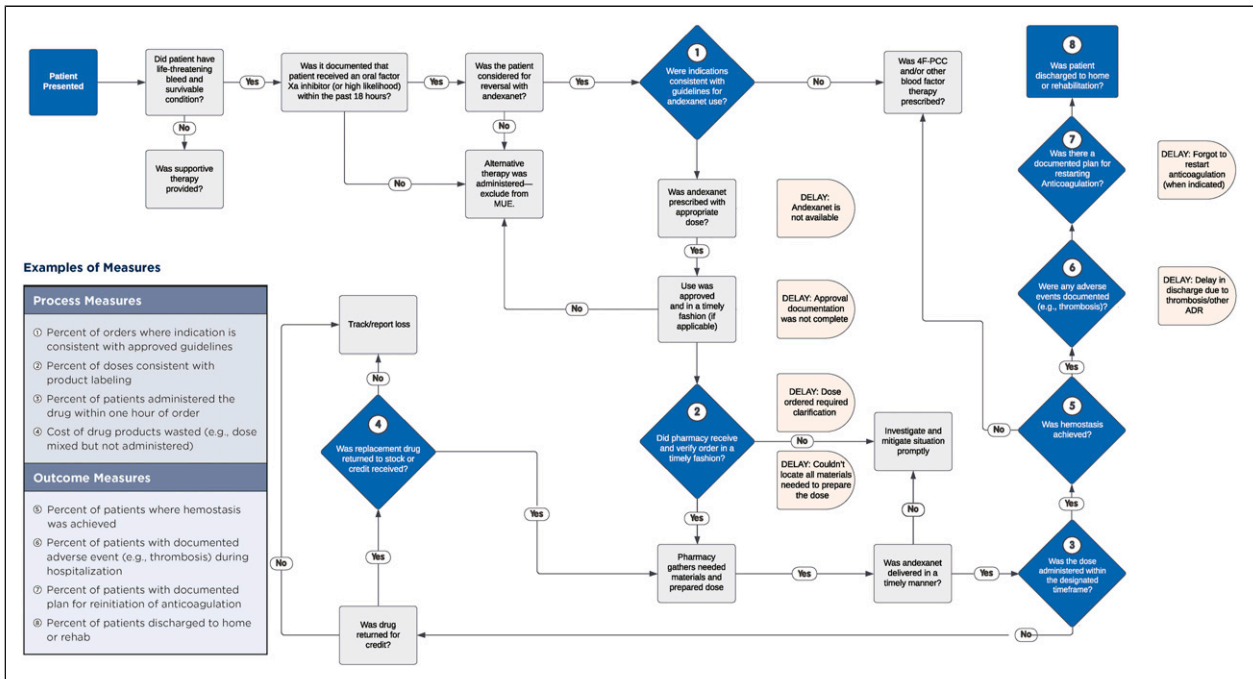 Patient
Presented
Did patient have
life-threatening
bleed and
survivable
condition?
Yes
Was it documented that
patient received an oral factor
Xa inhibitor (or high likelihood)
within the past 18 hours?
Yes
Was the patient
considered for
reversal with
andexanet?
Yes
1
Were indications
consistent with
guidelines for
andexanet use?
No
Was 4F-PCC
and/or other
blood factor
therapy
prescribed?
8
Was patient
discharged to home
or rehabilitation?
No
Was supportive
therapy
provided?
No
No
Alternative
therapy was
administered—
exclude from
MUE.
Was andexanet
prescribed with
appropriate
dose?
DELAY:
Andexanet is
not available
7
Was there a
documented plan for
restarting
Anticoagulation?
DELAY: Forgot to
restart
anticoagulation
(when indicated)
Yes
Use was
approved
and in a timely
fashion (if
applicable)
No
DELAY: Approval
documentation
was not complete
6
Were any adverse
events documented
(e.g., thrombosis)?
DELAY: Delay in
discharge due to
thrombosis/other
ADR
Yes
Examples of Measures
Process Measures
① Percent of orders where indication is
consistent with approved guidelines
② Percent of doses consistent with
product labeling
③ Percent of patients administered the
drug within one hour of order
④ Cost of drug products wasted (e.g., dose
mixed but not administered)
Outcome Measures
⑤ Percent of patients where hemostasis
was achieved
⑥ Percent of patients with documented
adverse event (e.g., thrombosis) during
hospitalization
⑦ Percent of patients with documented
plan for reinitiation of anticoagulation
⑧ Percent of patients discharged to home
or rehab
Track/report loss
No
4
Was replacement drug
returned to stock or
credit received?
Yes
Yes
No
Was drug
returned for
credit?
2
Did pharmacy receive
and verify order in a
timely fashion?
No
DELAY: Dose
ordered required
clarification
DELAY: Couldn't
locate all materials
needed to prepare
the dose
Investigate and
mitigate situation
promptly
No
5
Was hemostasis
achieved?
No
Yes
Yes
Pharmacy
gathers needed
materials and
prepared dose
Yes
Was andexanet
delivered in a
timely manner?
Yes
3
Was the dose
administered within
the designated
timeframe?
No